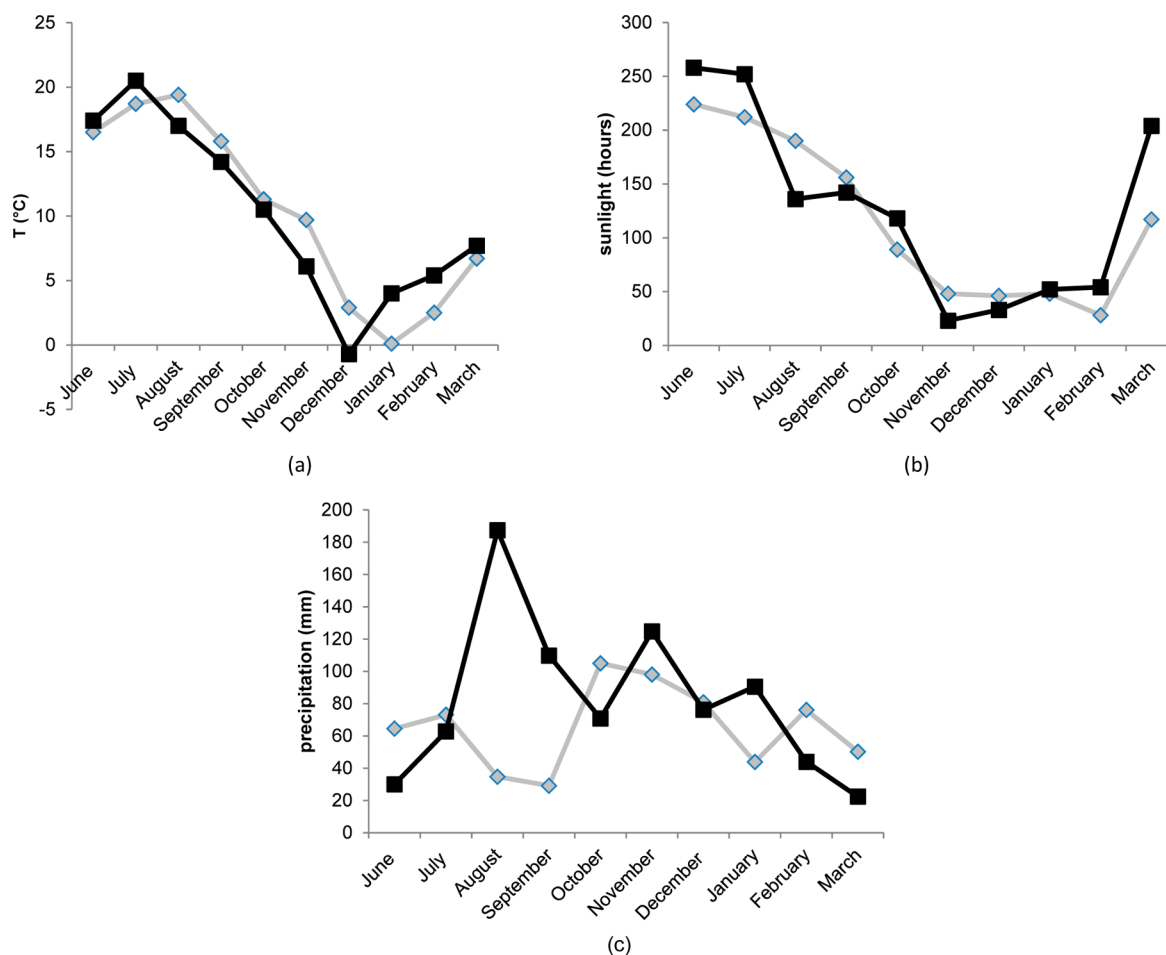 25
20
15
10
5
0
-5
T (°C)
June
July
August
September
October
November
December
January
February
March
(a)
300
250
200
150
100
50
0
sunlight (hours)
June
July
August
September
October
November
December
January
February
March
(b)
200
180
160
140
120
100
80
60
40
20
0
precipitation (mm)
June
July
August
September
October
November
December
January
February
March
(c)